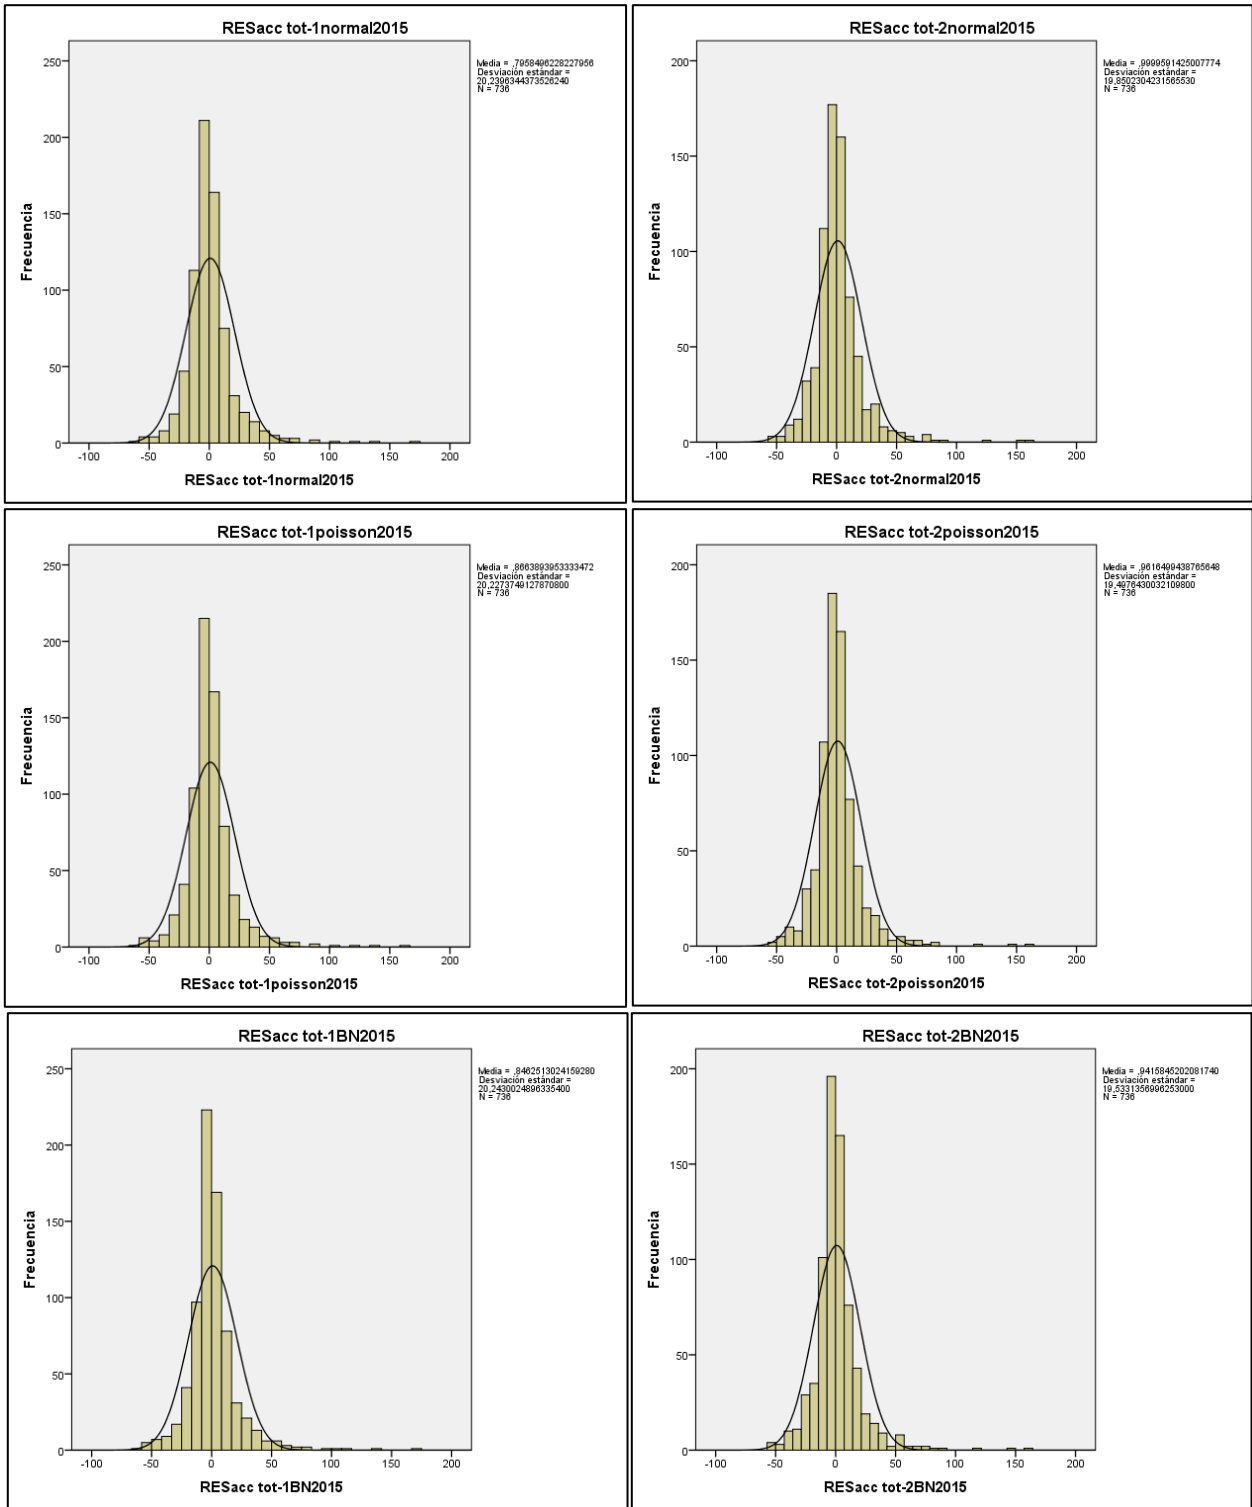 RESacc tot-1normal2015
Media = ,7958496228227956
Desviación estándar =
20,2396344373526240
N = 736
250
200
150
100
50
0
Frecuencia
-100 -50 0 50 100 150 200
RESacc tot-1normal2015
RESacc tot-2normal2015
Media = ,9999591425007774
Desviación estándar =
19,8502304231565530
N = 736
200
150
100
50
0
Frecuencia
-100 -50 0 50 100 150 200
RESacc tot-2normal2015
RESacc tot-1poisson2015
Media = ,8663893953333472
Desviación estándar =
20,2273749127870800
N = 736
250
200
150
100
50
0
Frecuencia
-100 -50 0 50 100 150 200
RESacc tot-1poisson2015
RESacc tot-2poisson2015
Media = ,9616499438765648
Desviación estándar =
19,4976430032109800
N = 736
200
150
100
50
0
Frecuencia
-100 -50 0 50 100 150 200
RESacc tot-2poisson2015
RESacc tot-1BN2015
Media = ,8462513024159280
Desviación estándar =
20,2430024896335400
N = 736
250
200
150
100
50
0
Frecuencia
-100 -50 0 50 100 150 200
RESacc tot-1BN2015
RESacc tot-2BN2015
Media = ,9415845202081740
Desviación estándar =
19,5331356996253000
N = 736
200
150
100
50
0
Frecuencia
-100 -50 0 50 100 150 200
RESacc tot-2BN2015